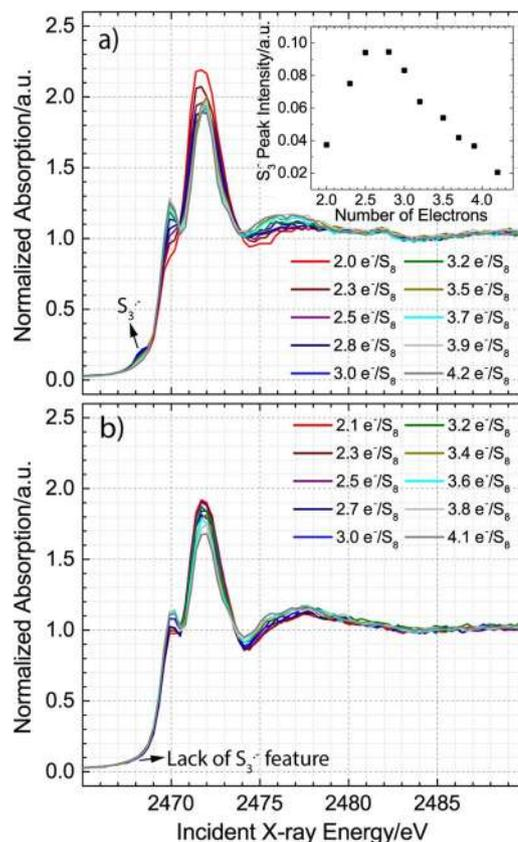 a)
Normalized Absorption/a.u.
2.5
2.0
1.5
1.0
0.5
0.0
S₃·⁻
S₃·⁻ Peak Intensity/a.u.
0.10
0.08
0.06
0.04
0.02
2.0 2.5 3.0 3.5 4.0
Number of Electrons
2.0 e⁻/S₈ 3.2 e⁻/S₈
2.3 e⁻/S₈ 3.5 e⁻/S₈
2.5 e⁻/S₈ 3.7 e⁻/S₈
2.8 e⁻/S₈ 3.9 e⁻/S₈
3.0 e⁻/S₈ 4.2 e⁻/S₈
b)
Normalized Absorption/a.u.
2.5
2.0
1.5
1.0
0.5
0.0
2.1 e⁻/S₈ 3.2 e⁻/S₈
2.3 e⁻/S₈ 3.4 e⁻/S₈
2.5 e⁻/S₈ 3.6 e⁻/S₈
2.7 e⁻/S₈ 3.8 e⁻/S₈
3.0 e⁻/S₈ 4.1 e⁻/S₈
Lack of S₃·⁻ feature
2470 2475 2480 2485
Incident X-ray Energy/eV